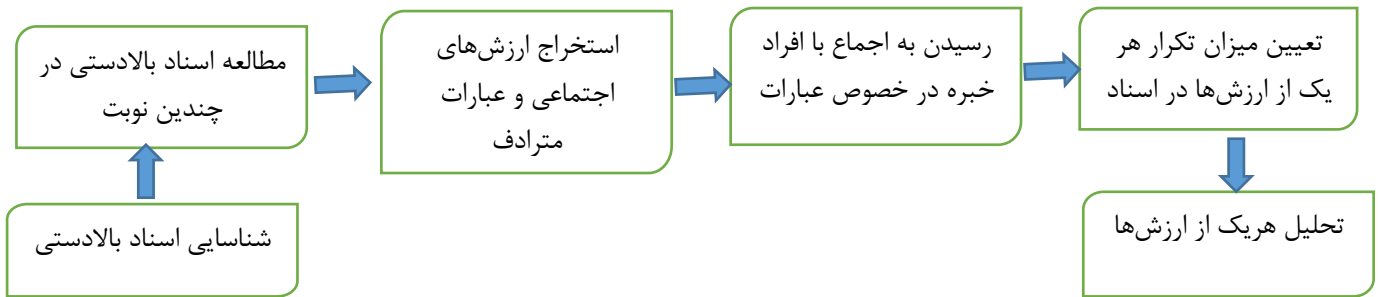 شناسایی اسناد بالادستی
مطالعه اسناد بالادستی در
چندین نوبت
استخراج ارزش‌های
اجتماعی و عبارات
مترادف
رسیدن به اجماع با افراد
خبره در خصوص عبارات
تعیین میزان تکرار هر
یک از ارزش‌ها در اسناد
تحلیل هریک از ارزش‌ها